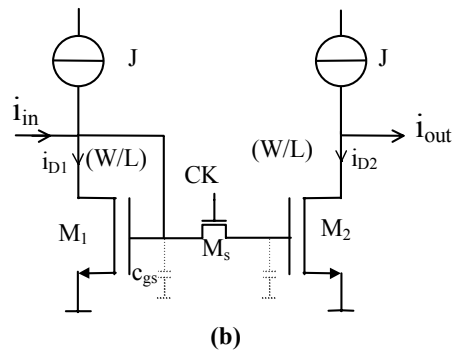 J
J
i_in
i_out
i_D1
(W/L)
(W/L)
i_D2
CK
M_1
M_s
M_2
c_gs
(b)